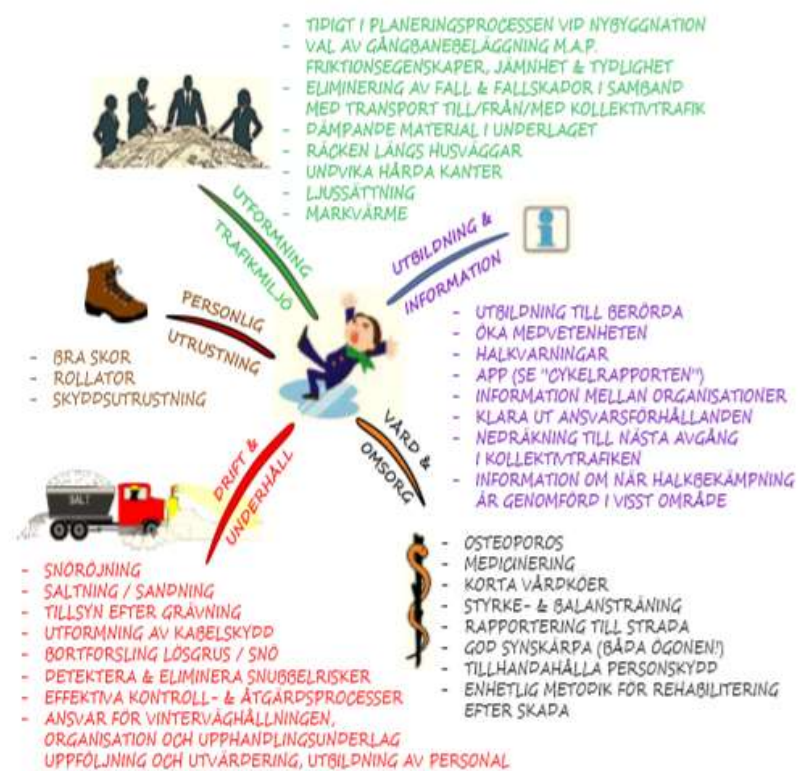 - TIDIGT I PLANERINGSPROCESSEN VID NYBYGGNATION
- VAL AV GÅNGBANEBELÄGGNING M.A.P.
FRIKTIONSEGENSKAPER, JÄMNHET & TYDLIGHET
- ELIMINERING AV FALL & FALLSKADOR I SAMBAND
MED TRANSPORT TILL/FRÅN/MED KOLLEKTIVTRAFIK
- DÄMPANDE MATERIAL I UNDERLAGET
- RÄCKEN LÄNGS HUSVÄGGAR
- UNDVIKA HÅRDA KANTER
- LJUSSÄTTNING
- MARKVÄRME
UTFORMNING
TRAFIKMILJÖ
UTBILDNING &
INFORMATION
i
- UTBILDNING TILL BERÖRDA
- ÖKA MEDVETENHETEN
- HALKVARNINGAR
- APP (SE "CYKELRAPPORTEN")
- INFORMATION MELLAN ORGANISATIONER
- KLARA UT ANSVARSFÖRHÅLLANDEN
- NEDRÄKNING TILL NÄSTA AVGÅNG
I KOLLEKTIVTRAFIKEN
- INFORMATION OM NÄR HALKBEKÄMPNING
ÄR GENOMFÖRD I VISST OMRÅDE
PERSONLIG
UTRUSTNING
- BRA SKOR
- ROLLATOR
- SKYDDSUTRUSTNING
VÅRD &
OMSORG
- OSTEOPOROS
- MEDICINERING
- KORTA VÅRDKÖER
- STYRKE- & BALANSTRÄNING
- RAPPORTERING TILL STRADA
- GOD SYNSKÄRPA (BÅDA ÖGONEN!)
- TILLHANDAHÅLLA PERSONSKYDD
- ENHETLIG METODIK FÖR REHABILITERING
EFTER SKADA
DRIFT &
UNDERHÅLL
SALT
- SNÖRÖJNING
- SALTNING / SANDNING
- TILLSYN EFTER GRÄVNING
- UTFORMNING AV KABELSKYDD
- BORTFORSLING LÖSGRUS / SNÖ
- DETEKTERA & ELIMINERA SNUBBELRISKER
- EFFEKTIVA KONTROLL- & ÅTGÄRDSPROCESSER
- ANSVAR FÖR VINTERVÄGHÅLLNINGEN,
ORGANISATION OCH UPPHANDLINGSUNDERLAG
UPPFÖLJNING OCH UTVÄRDERING, UTBILDNING AV PERSONAL